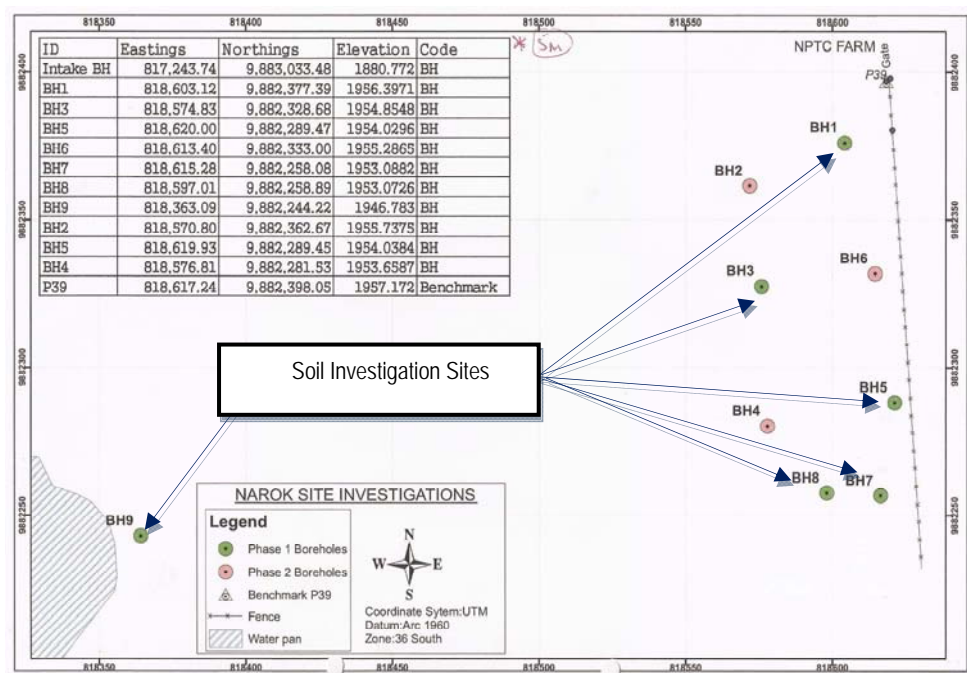 818350 818400 818450 818500 818550 818600
ID Eastings Northings Elevation Code
Intake BH 817,243.74 9,883,033.48 1880.772 BH
BH1 818,603.12 9,882,377.39 1956.3971 BH
BH3 818,574.83 9,882,328.68 1954.8548 BH
BH5 818,620.00 9,882,289.47 1954.0296 BH
BH6 818,613.40 9,882,333.00 1955.2865 BH
BH7 818,615.28 9,882,258.08 1953.0882 BH
BH8 818,597.01 9,882,258.89 1953.0726 BH
BH9 818,363.09 9,882,244.22 1946.783 BH
BH2 818,570.80 9,882,362.67 1955.7375 BH
BH5 818,619.93 9,882,289.45 1954.0384 BH
BH4 818,576.81 9,882,281.53 1953.6587 BH
P39 818,617.24 9,882,398.05 1957.172 Benchmark
* 5m
NPTC FARM
Gate
P39
9882400 9882400
BH1
BH2
9882350 9882350
BH6
BH3
9882300 9882300
Soil Investigation Sites
BH5
BH4
BH8 BH7
9882250 9882250
BH9
NAROK SITE INVESTIGATIONS
Legend
Phase 1 Boreholes
Phase 2 Boreholes
Benchmark P39
Fence
Water pan
N
W E
S
Coordinate Sytem:UTM
Datum:Arc 1960
Zone:36 South
818350 818400 818450 818500 818550 818600